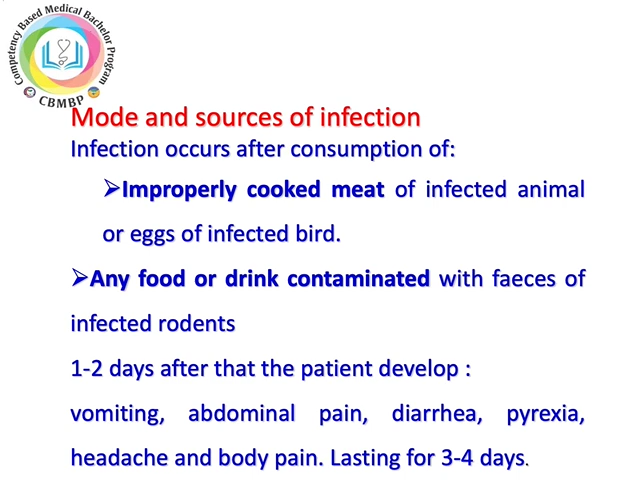 Competency Based Medical Bachelor Program
CBMBP
Mode and sources of infection
Infection occurs after consumption of:
➢Improperly cooked meat of infected animal
or eggs of infected bird.
➢Any food or drink contaminated with faeces of
infected rodents
1-2 days after that the patient develop :
vomiting, abdominal pain, diarrhea, pyrexia,
headache and body pain. Lasting for 3-4 days.